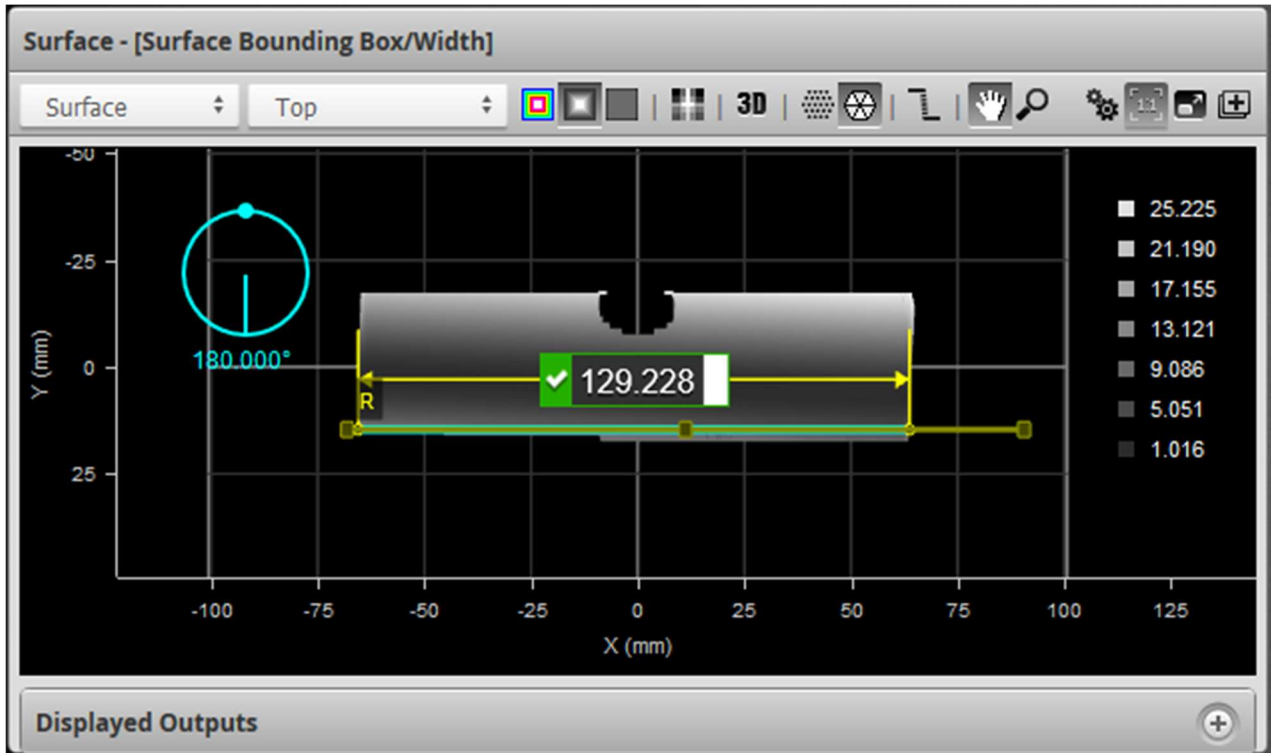 Surface - [Surface Bounding Box/Width]
Surface
Top
3D
1:1
-50
-25
0
25
Y (mm)
180.000°
R
129.228
25.225
21.190
17.155
13.121
9.086
5.051
1.016
-100 -75 -50 -25 0 25 50 75 100 125
X (mm)
Displayed Outputs